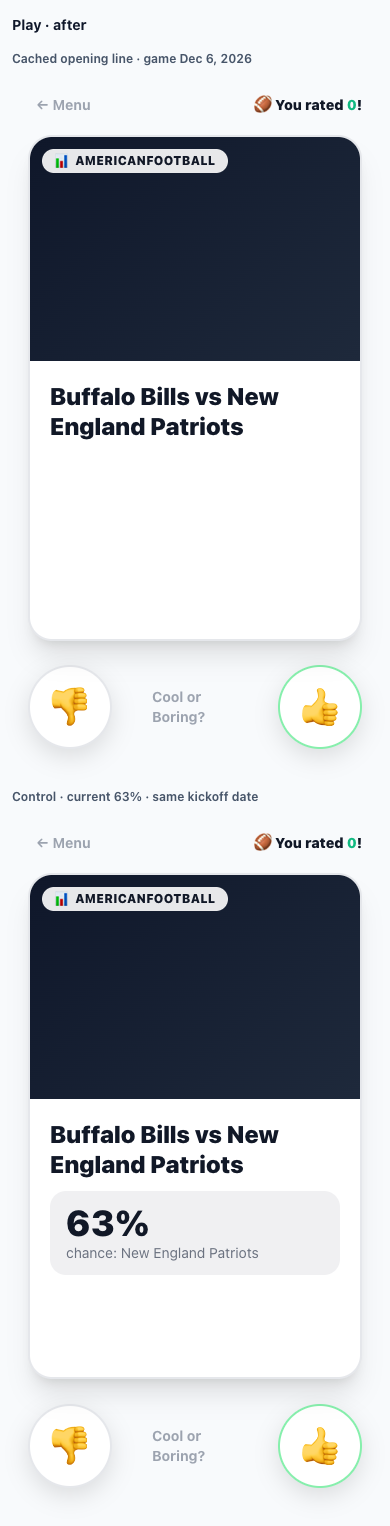 Play · after
Cached opening line · game Dec 6, 2026
← Menu
🏈 You rated 0!
📊 AMERICANFOOTBALL
Buffalo Bills vs New
England Patriots
👎
Cool or
Boring?
👍
Control · current 63% · same kickoff date
← Menu
🏈 You rated 0!
📊 AMERICANFOOTBALL
Buffalo Bills vs New
England Patriots
63%
chance: New England Patriots
👎
Cool or
Boring?
👍